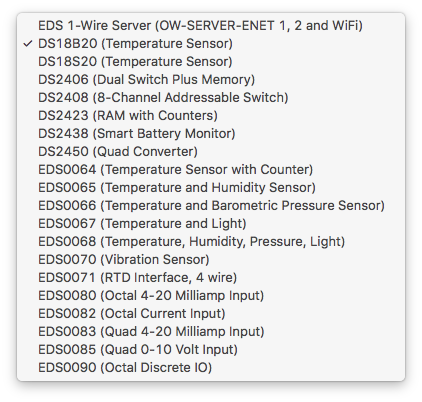 EDS 1-Wire Server (OW-SERVER-ENET 1, 2 and WiFi)
✓ DS18B20 (Temperature Sensor)
DS18S20 (Temperature Sensor)
DS2406 (Dual Switch Plus Memory)
DS2408 (8-Channel Addressable Switch)
DS2423 (RAM with Counters)
DS2438 (Smart Battery Monitor)
DS2450 (Quad Converter)
EDS0064 (Temperature Sensor with Counter)
EDS0065 (Temperature and Humidity Sensor)
EDS0066 (Temperature and Barometric Pressure Sensor)
EDS0067 (Temperature and Light)
EDS0068 (Temperature, Humidity, Pressure, Light)
EDS0070 (Vibration Sensor)
EDS0071 (RTD Interface, 4 wire)
EDS0080 (Octal 4-20 Milliamp Input)
EDS0082 (Octal Current Input)
EDS0083 (Quad 4-20 Milliamp Input)
EDS0085 (Quad 0-10 Volt Input)
EDS0090 (Octal Discrete IO)